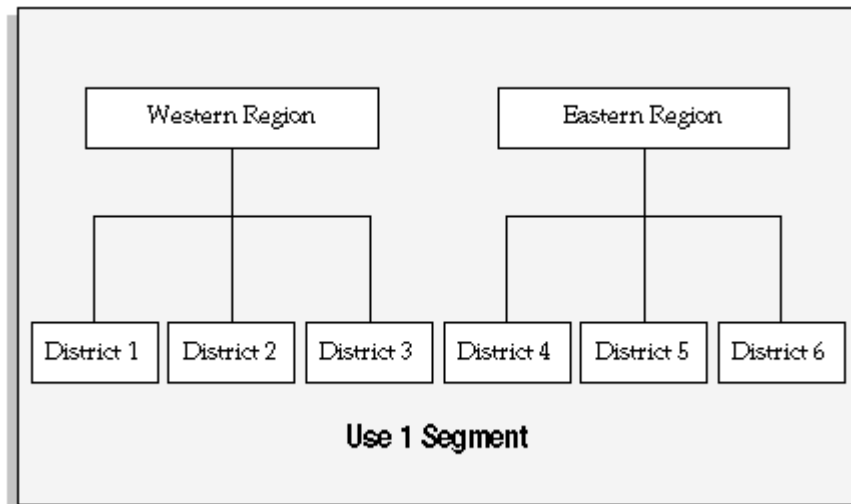 Western Region
Eastern Region
District 1
District 2
District 3
District 4
District 5
District 6
Use 1 Segment